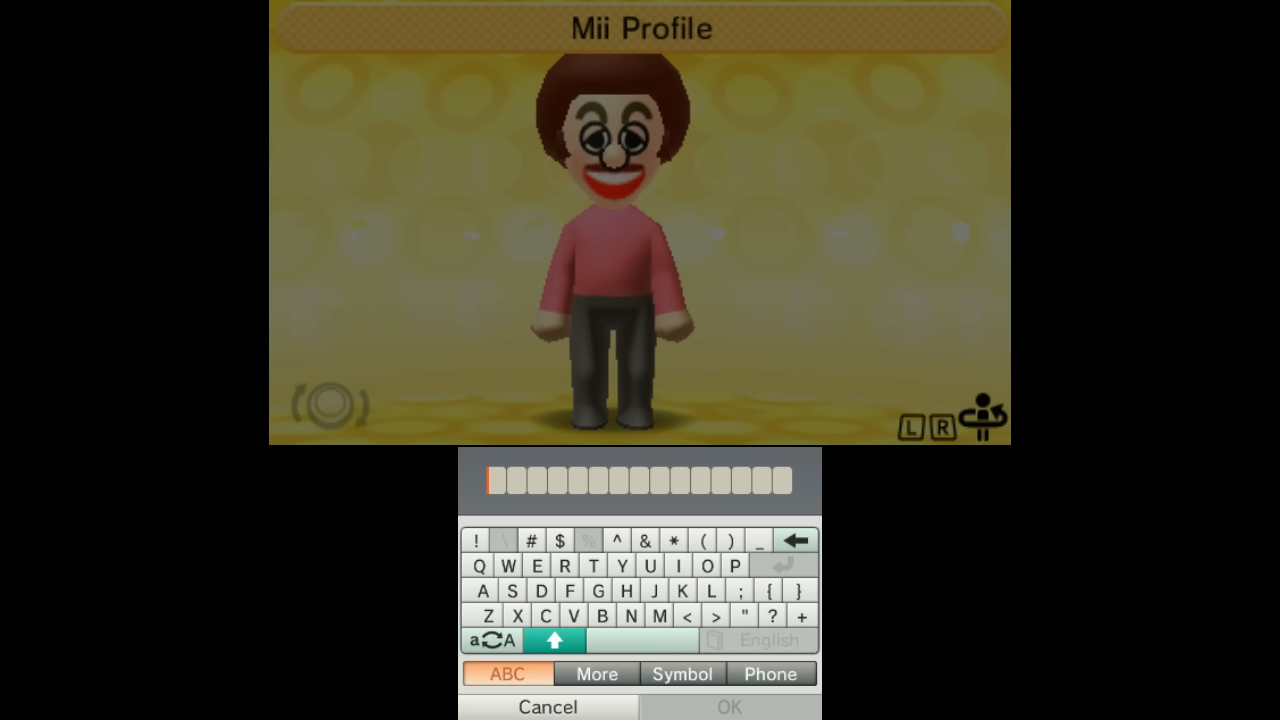 Mii Profile
L R
! \ # $ % ^ & * ( ) _
Q W E R T Y U I O P
A S D F G H J K L ; { }
Z X C V B N M < > " ? +
a A English
ABC More Symbol Phone
Cancel OK